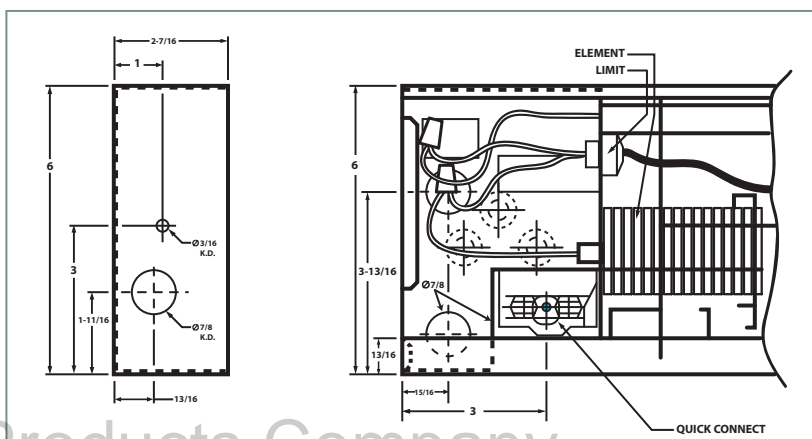 2-7/16
1
6
3
1-11/16
13/16
Ø3/16
K.D.
Ø7/8
K.D.
ELEMENT
LIMIT
6
3-13/16
Ø7/8
13/16
15/16
3
QUICK CONNECT
Products Company